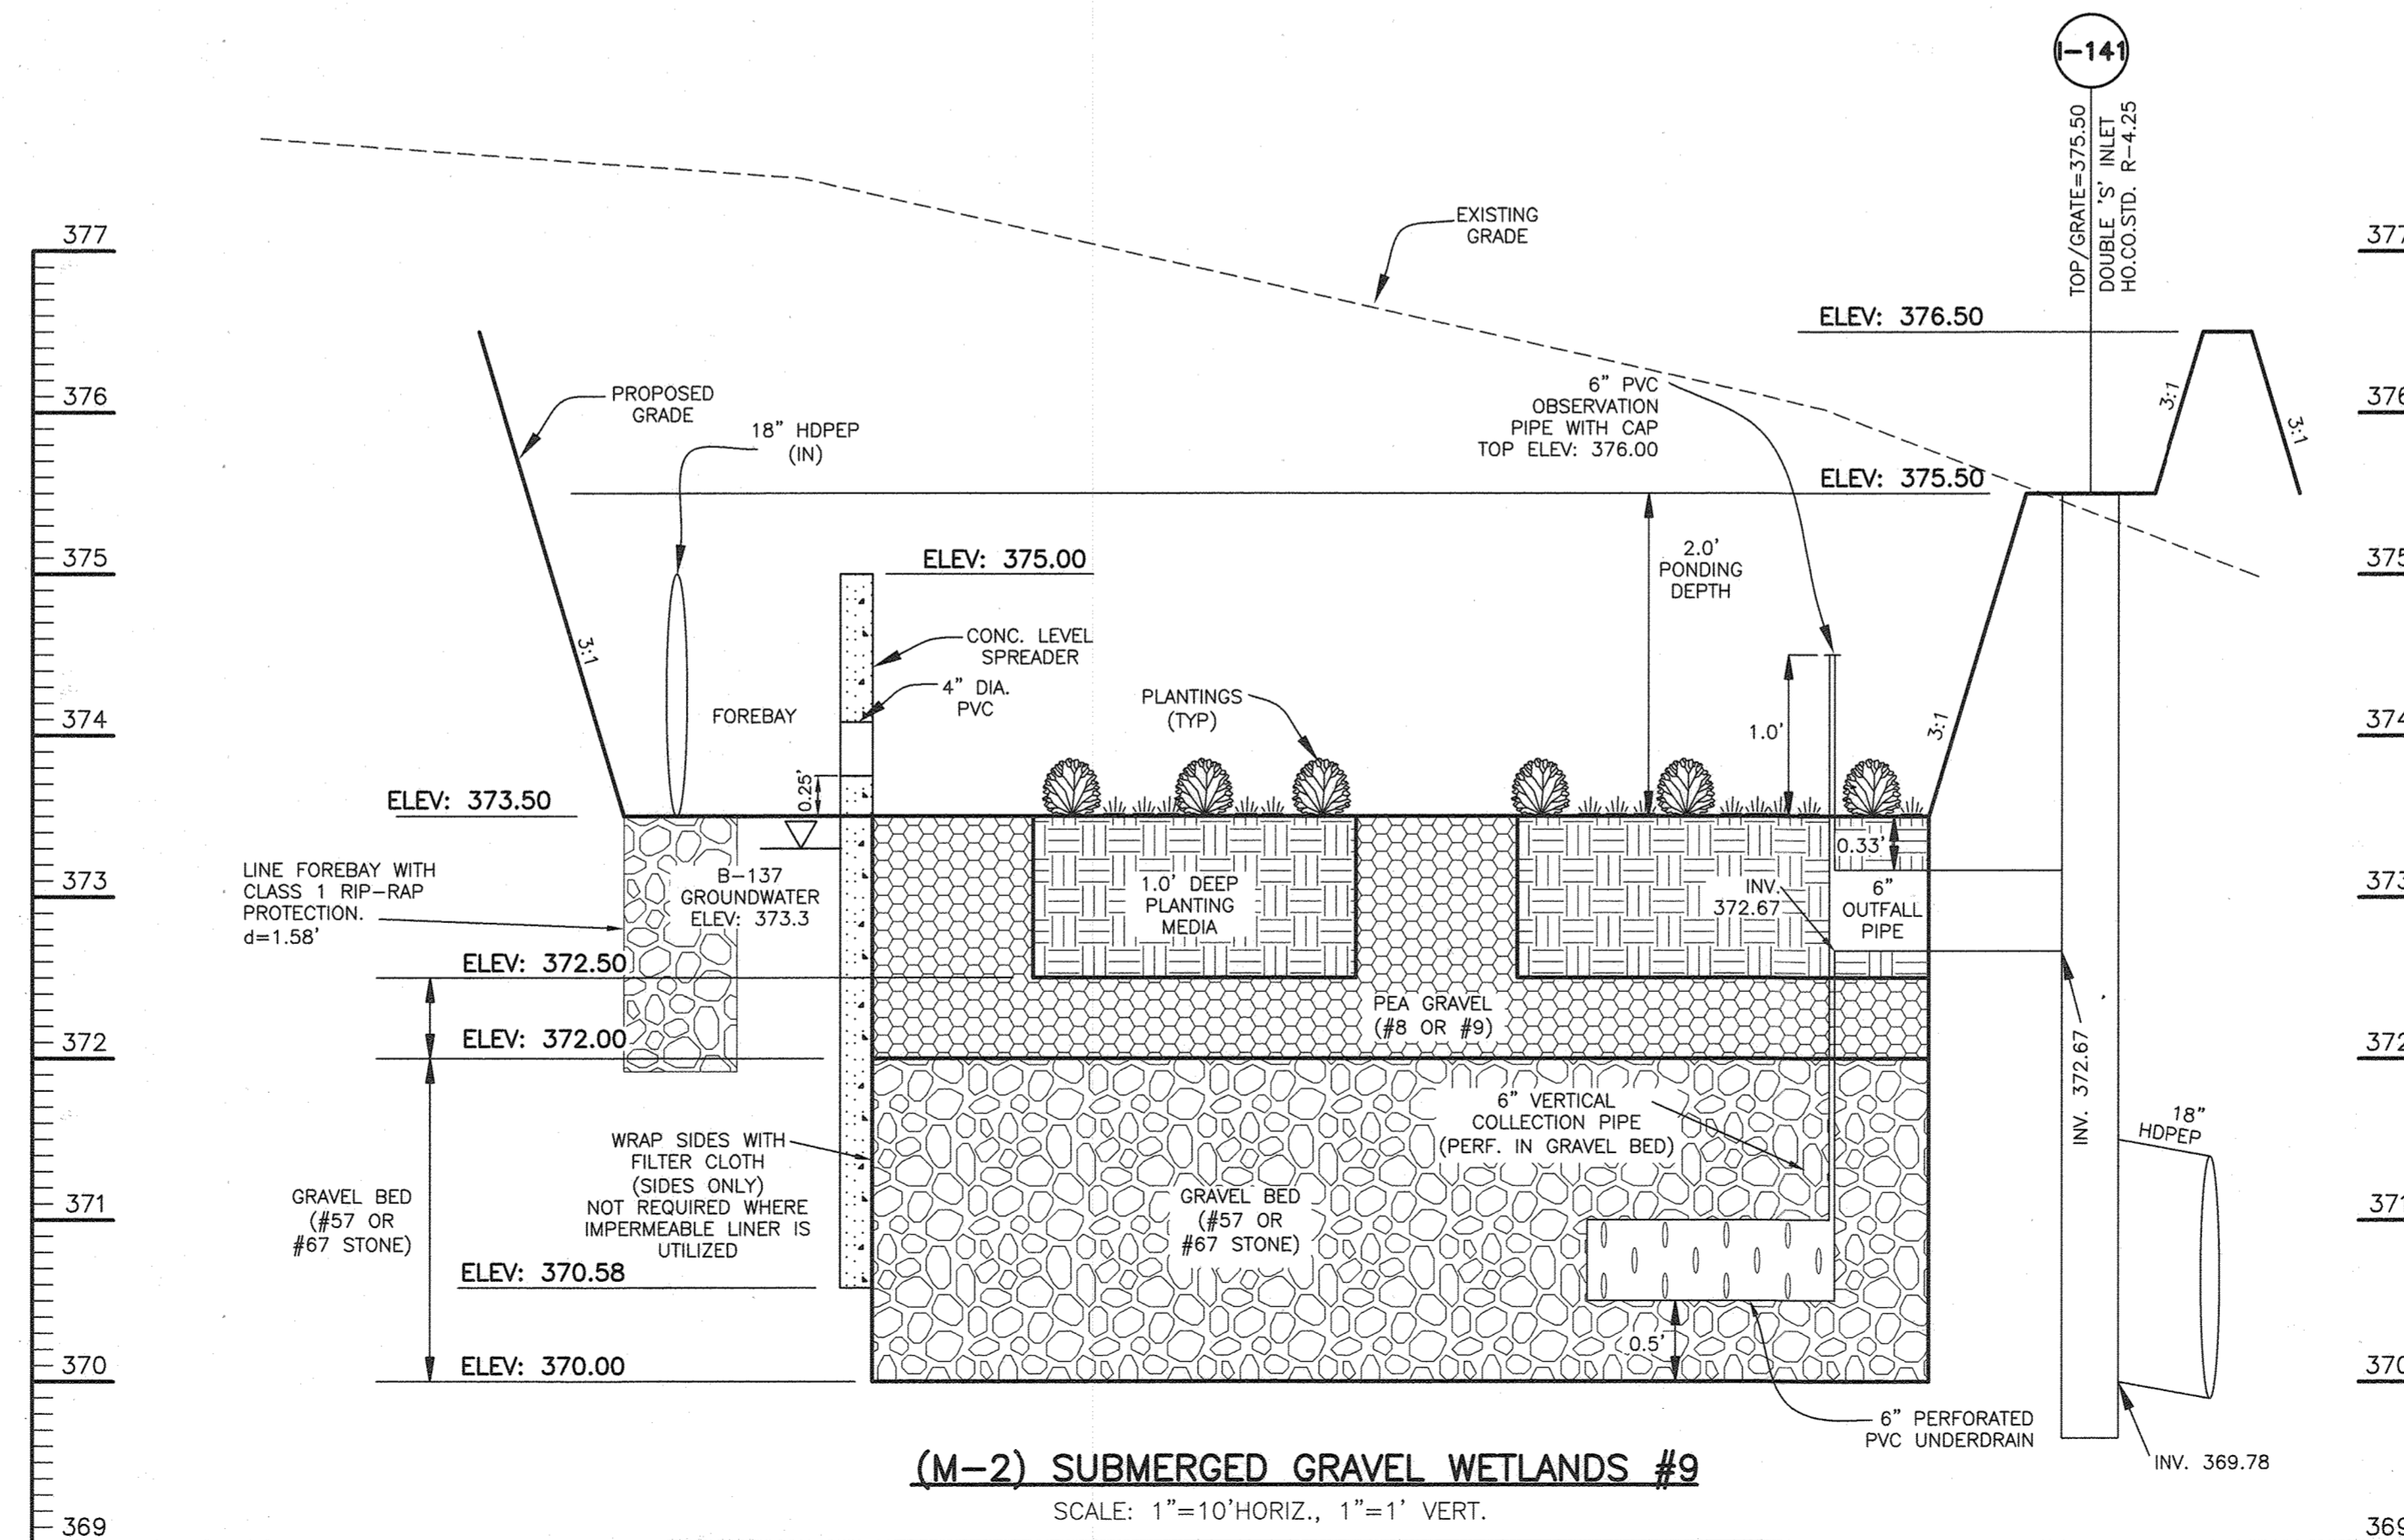 I-141
TOP/GRATE=375.50
DOUBLE 'S' INLET
HO.CO.STD. R-4.25
377
377
EXISTING
GRADE
ELEV: 376.50
376
376
3:1
3:1
PROPOSED
GRADE
18" HDPEP
(IN)
6" PVC
OBSERVATION
PIPE WITH CAP
TOP ELEV: 376.00
ELEV: 375.50
375
375
ELEV: 375.00
2.0'
PONDING
DEPTH
3:1
CONC. LEVEL
SPREADER
4" DIA.
PVC
FOREBAY
PLANTINGS
(TYP)
1.0'
3:1
374
374
0.25'
ELEV: 373.50
LINE FOREBAY WITH
CLASS 1 RIP-RAP
PROTECTION.
d=1.58'
B-137
GROUNDWATER
ELEV: 373.3
1.0' DEEP
PLANTING
MEDIA
0.33'
INV.
372.67
6"
OUTFALL
PIPE
373
373
ELEV: 372.50
PEA GRAVEL
(#8 OR #9)
ELEV: 372.00
372
372
INV. 372.67
6" VERTICAL
COLLECTION PIPE
(PERF. IN GRAVEL BED)
18"
HDPEP
WRAP SIDES WITH
FILTER CLOTH
(SIDES ONLY)
NOT REQUIRED WHERE
IMPERMEABLE LINER IS
UTILIZED
GRAVEL BED
(#57 OR
#67 STONE)
GRAVEL BED
(#57 OR
#67 STONE)
371
371
ELEV: 370.58
0.5'
ELEV: 370.00
370
370
6" PERFORATED
PVC UNDERDRAIN
INV. 369.78
(M-2) SUBMERGED GRAVEL WETLANDS #9
SCALE: 1"=10'HORIZ., 1"=1' VERT.
369
369